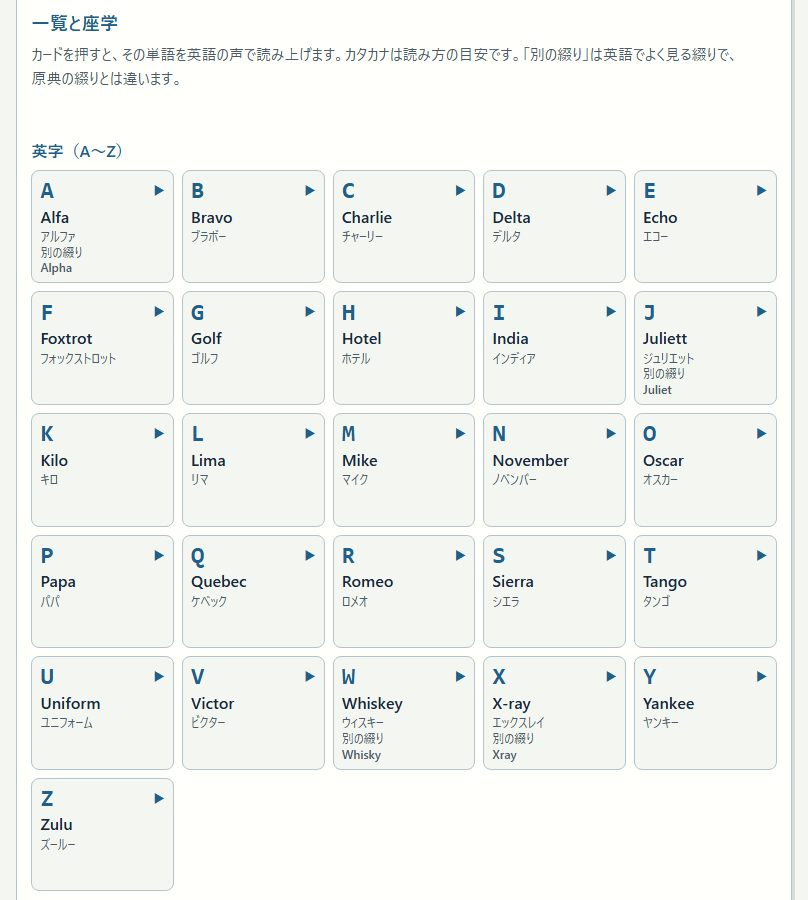 一覧と座学
カードを押すと、その単語を英語の声で読み上げます。カタカナは読み方の目安です。「別の綴り」は英語でよく見る綴りで、
原典の綴りとは違います。
英字（A～Z）
A ▶
Alfa
アルファ
別の綴り
Alpha
B ▶
Bravo
ブラボー
C ▶
Charlie
チャーリー
D ▶
Delta
デルタ
E ▶
Echo
エコー
F ▶
Foxtrot
フォックストロット
G ▶
Golf
ゴルフ
H ▶
Hotel
ホテル
I ▶
India
インディア
J ▶
Juliett
ジュリエット
別の綴り
Juliet
K ▶
Kilo
キロ
L ▶
Lima
リマ
M ▶
Mike
マイク
N ▶
November
ノベンバー
O ▶
Oscar
オスカー
P ▶
Papa
パパ
Q ▶
Quebec
ケベック
R ▶
Romeo
ロメオ
S ▶
Sierra
シエラ
T ▶
Tango
タンゴ
U ▶
Uniform
ユニフォーム
V ▶
Victor
ビクター
W ▶
Whiskey
ウィスキー
別の綴り
Whisky
X ▶
X-ray
エックスレイ
別の綴り
Xray
Y ▶
Yankee
ヤンキー
Z ▶
Zulu
ズールー